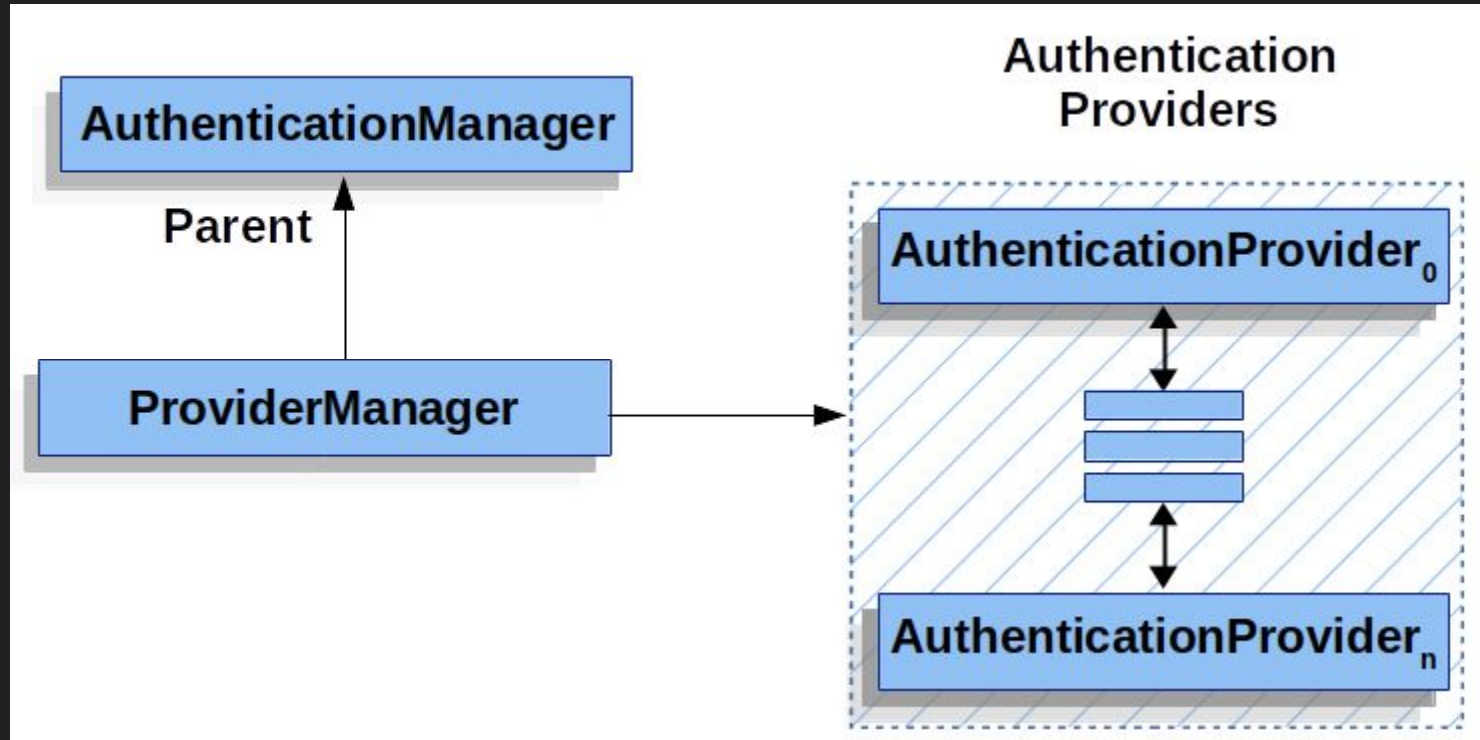 Authentication
Providers
AuthenticationManager
Parent
AuthenticationProvider0
ProviderManager
AuthenticationProvidern